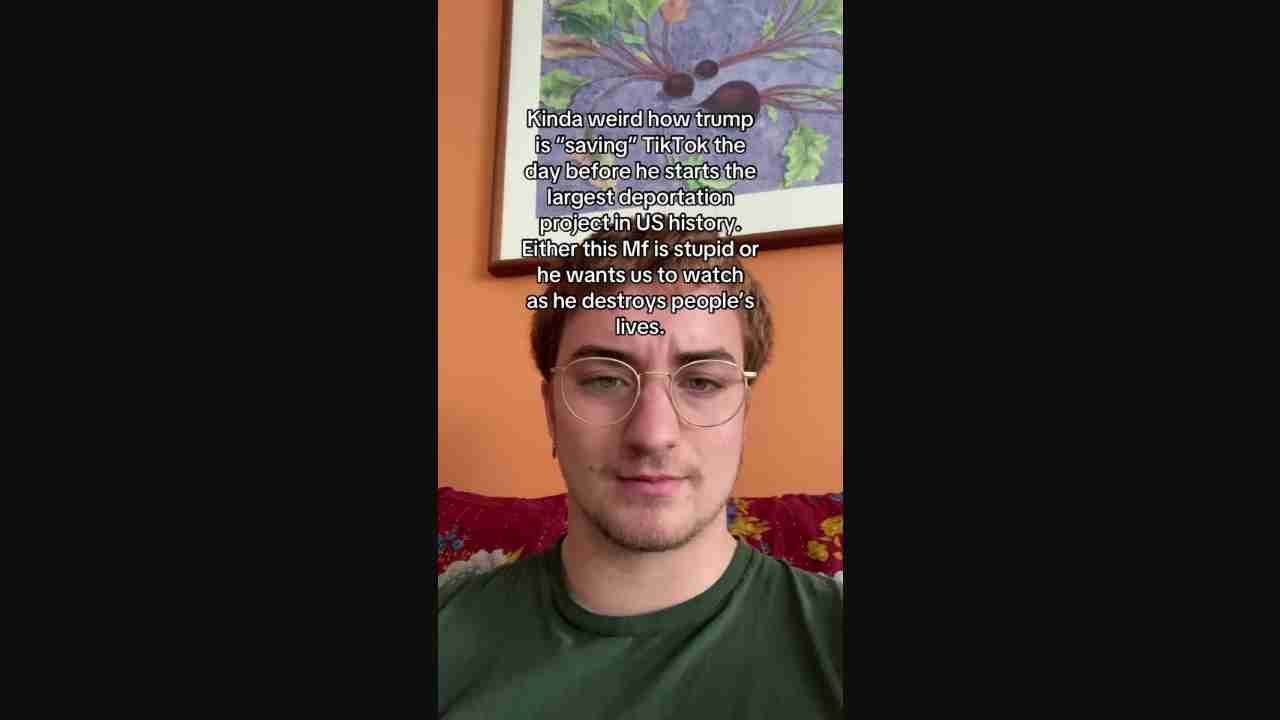 Kinda weird how trump
is “saving” TikTok the
day before he starts the
largest deportation
project in US history.
Either this Mf is stupid or
he wants us to watch
as he destroys people’s
lives.